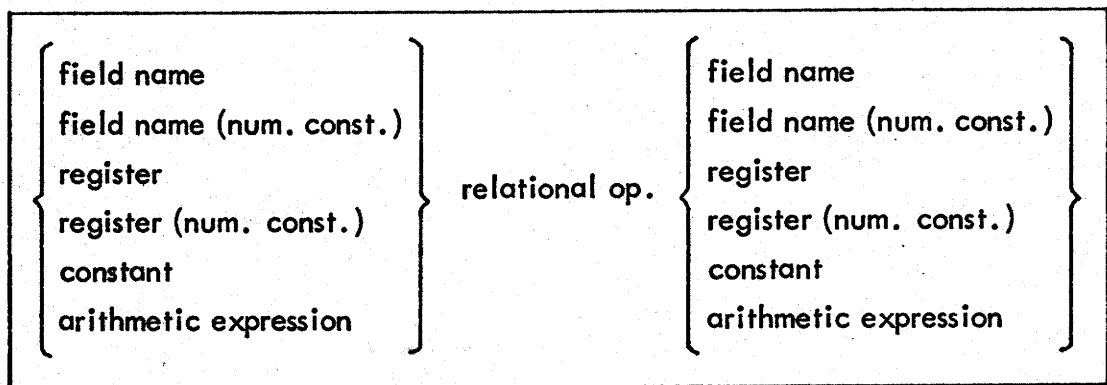 field name
field name (num. const.)
register
register (num. const.)
constant
arithmetic expression
relational op.
field name
field name (num. const.)
register
register (num. const.)
constant
arithmetic expression